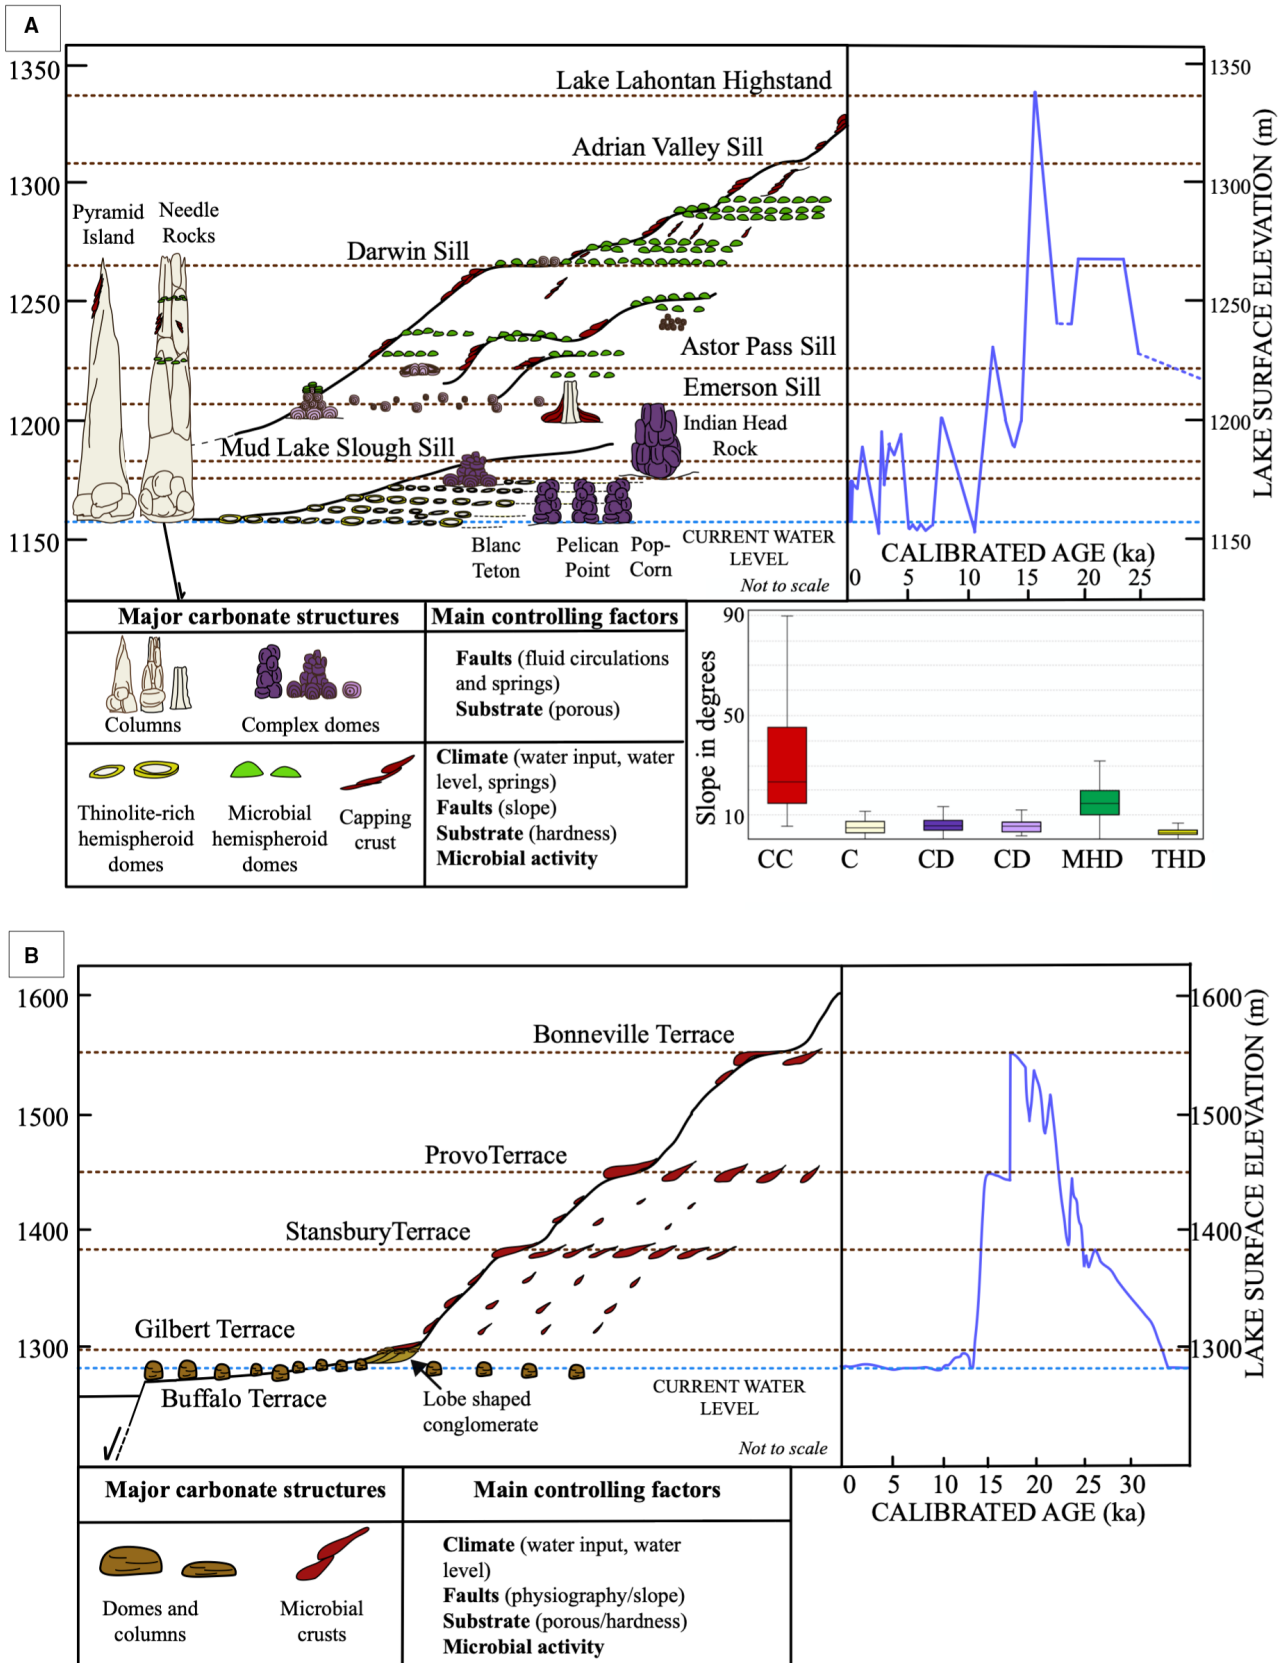 A
1350
1300
1250
1200
1150
Lake Lahontan Highstand
Adrian Valley Sill
Pyramid
Island
Needle
Rocks
Darwin Sill
Astor Pass Sill
Emerson Sill
Indian Head
Rock
Mud Lake Slough Sill
Blanc
Teton
Pelican
Point
Pop-
Corn
CURRENT WATER
LEVEL
Not to scale
1350
1300
1250
1200
1150
LAKE SURFACE ELEVATION (m)
CALIBRATED AGE (ka)
0 5 10 15 20 25
Major carbonate structures
Main controlling factors
Columns
Complex domes
Faults (fluid circulations
and springs)
Substrate (porous)
Thinolite-rich
hemispheroid
domes
Microbial
hemispheroid
domes
Capping
crust
Climate (water input, water
level, springs)
Faults (slope)
Substrate (hardness)
Microbial activity
Slope in degrees
90
50
10
CC C CD CD MHD THD
B
1600
1500
1400
1300
Bonneville Terrace
ProvoTerrace
StansburyTerrace
Gilbert Terrace
Buffalo Terrace
Lobe shaped
conglomerate
CURRENT WATER
LEVEL
Not to scale
1600
1500
1400
1300
LAKE SURFACE ELEVATION (m)
0 5 10 15 20 25 30
CALIBRATED AGE (ka)
Major carbonate structures
Main controlling factors
Domes and
columns
Microbial
crusts
Climate (water input, water
level)
Faults (physiography/slope)
Substrate (porous/hardness)
Microbial activity